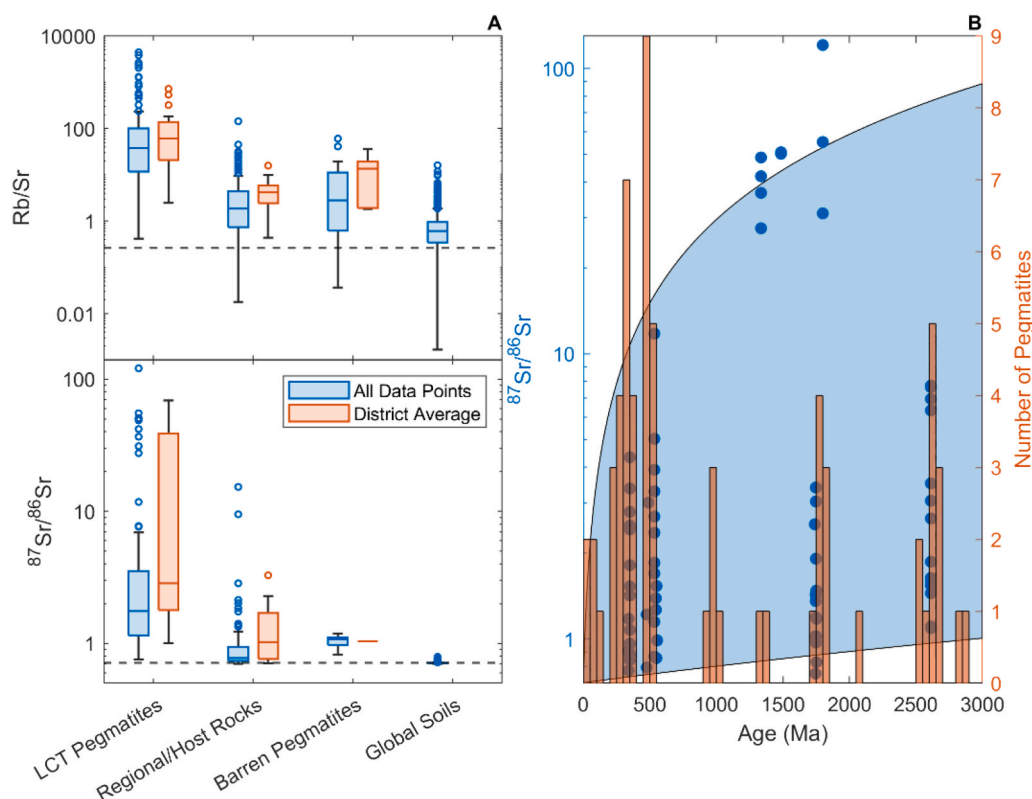 A
10000
100
1
0.01
Rb/Sr
100
10
1
87Sr/86Sr
All Data Points
District Average
LCT Pegmatites
Regional/Host Rocks
Barren Pegmatites
Global Soils
B
100
10
1
87Sr/86Sr
9
8
7
6
5
4
3
2
1
0
Number of Pegmatites
0 500 1000 1500 2000 2500 3000
Age (Ma)